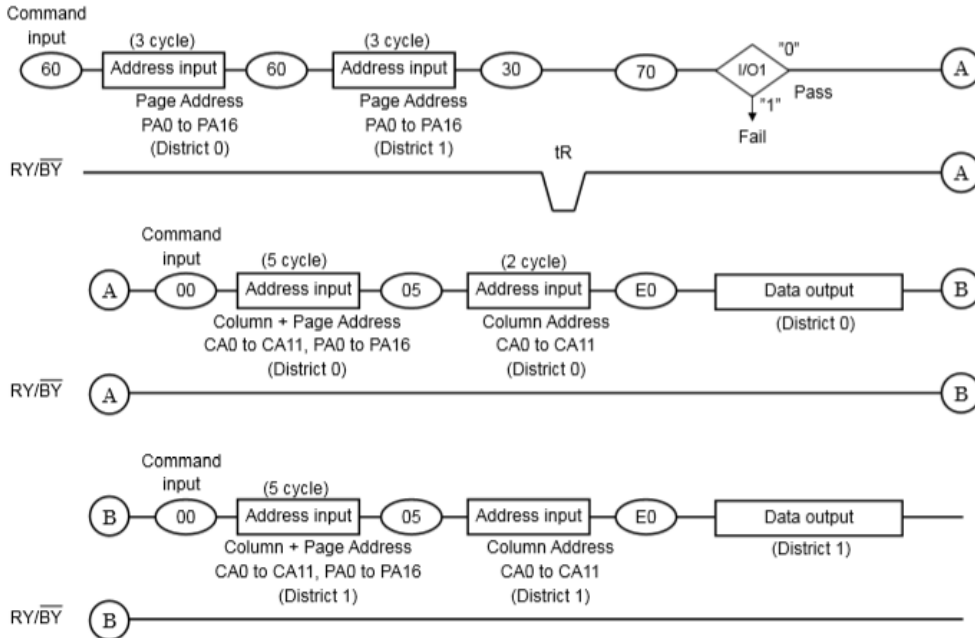 Command
input
(3 cycle)
(3 cycle)
"0"
60
Address input
60
Address input
30
70
I/O1
A
Pass
"1"
Page Address
PA0 to PA16
(District 0)
Page Address
PA0 to PA16
(District 1)
Fail
tR
RY/BY
A
Command
input
(5 cycle)
(2 cycle)
A
00
Address input
05
Address input
E0
Data output
B
Column + Page Address
CA0 to CA11, PA0 to PA16
(District 0)
Column Address
CA0 to CA11
(District 0)
(District 0)
RY/BY
A
B
Command
input
(5 cycle)
B
00
Address input
05
Address input
E0
Data output
Column + Page Address
CA0 to CA11, PA0 to PA16
(District 1)
Column Address
CA0 to CA11
(District 1)
(District 1)
RY/BY
B